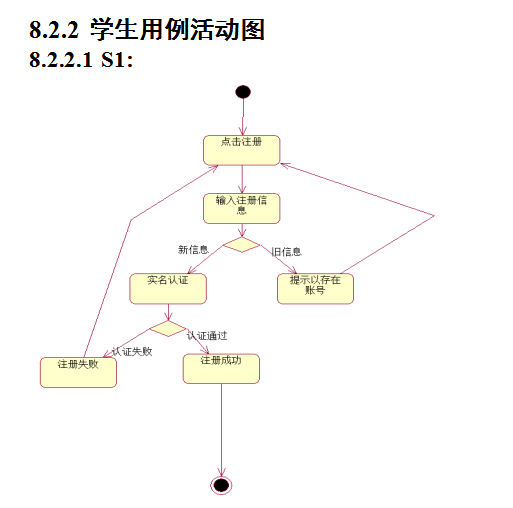 8.2.2 学生用例活动图
8.2.2.1 S1:
点击注册
输入注册信
息
新信息
旧信息
实名认证
提示以存在
账号
认证失败
认证通过
注册失败
注册成功